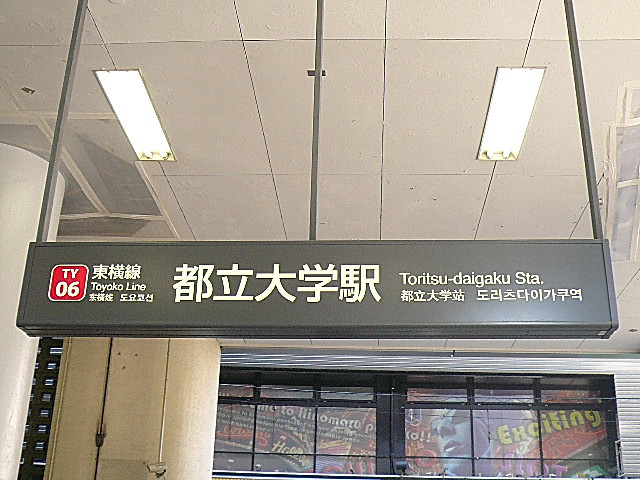 TY
06
東横線
Toyoko Line
东横线 도요코선
都立大学駅
Toritsu-daigaku Sta.
都立大学站 도리츠다이가쿠역
Exciting